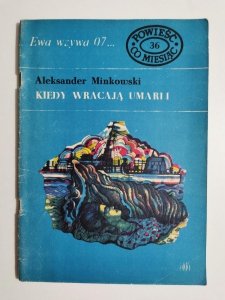 Ewa wzywa 07...
POWIEŚĆ
36
CO MIESIĄC
Aleksander Minkowski
KIEDY WRACAJĄ UMARLI